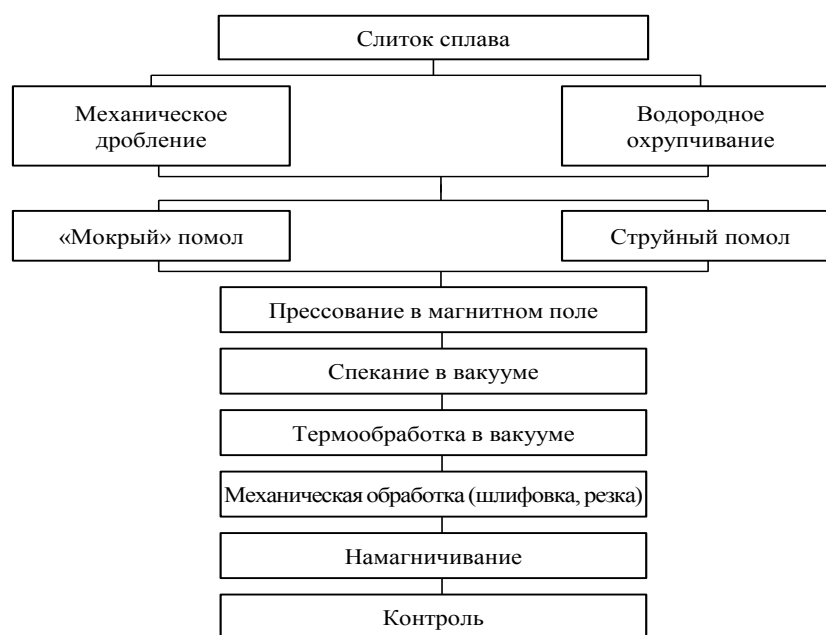 Слиток сплава
Механическое
дробление
Водородное
охрупчивание
«Мокрый» помол
Струйный помол
Прессование в магнитном поле
Спекание в вакууме
Термообработка в вакууме
Механическая обработка (шлифовка, резка)
Намагничивание
Контроль